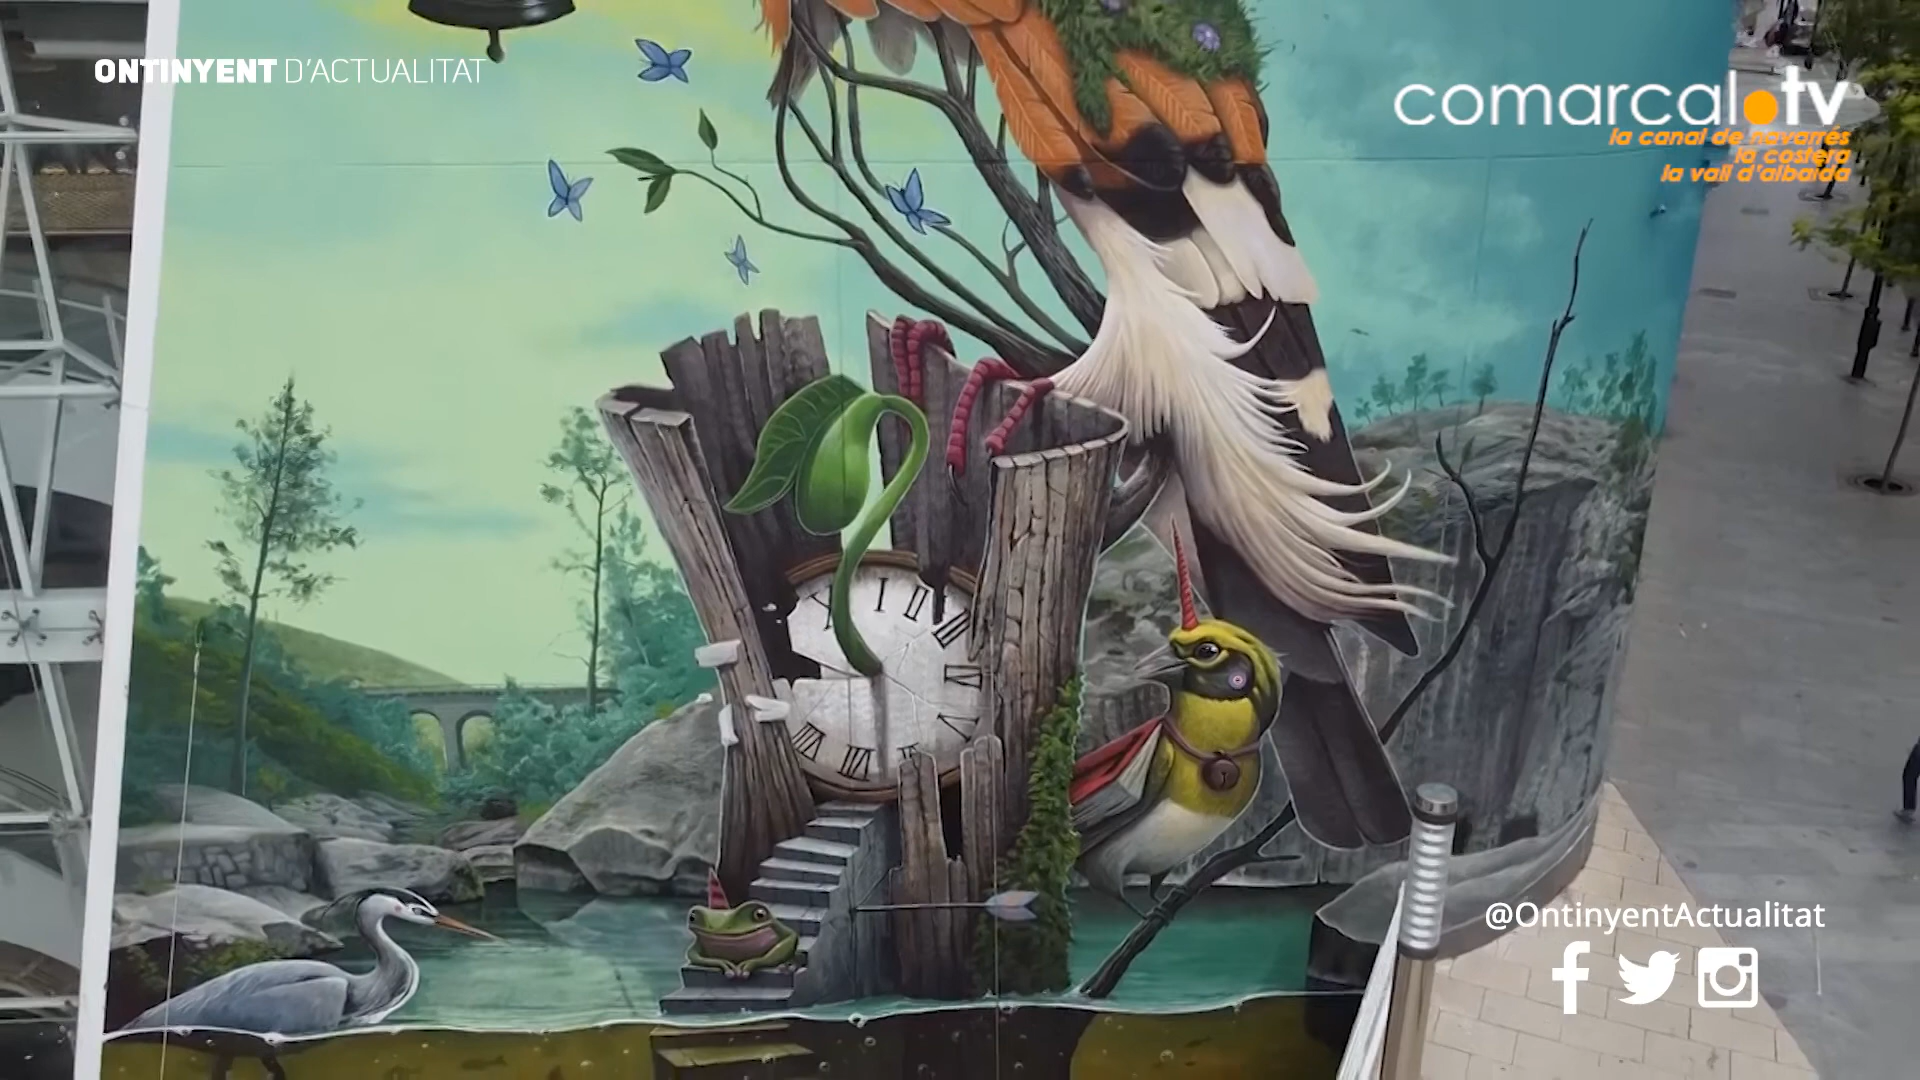 ONTINYENT D'ACTUALITAT
comarcal.tv
la canal de navarrés
la costera
la vall d'albaida
@OntinyentActualitat